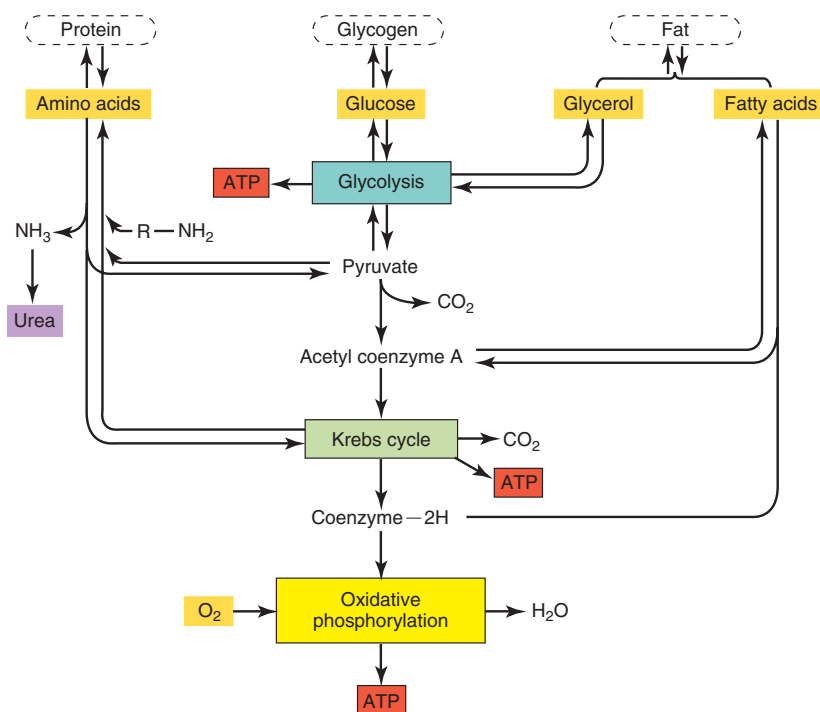 Protein
Glycogen
Fat
Amino acids
Glucose
Glycerol
Fatty acids
ATP
Glycolysis
NH₃
R—NH₂
Pyruvate
CO₂
Urea
Acetyl coenzyme A
Krebs cycle
CO₂
ATP
Coenzyme—2H
O₂
Oxidative
phosphorylation
H₂O
ATP